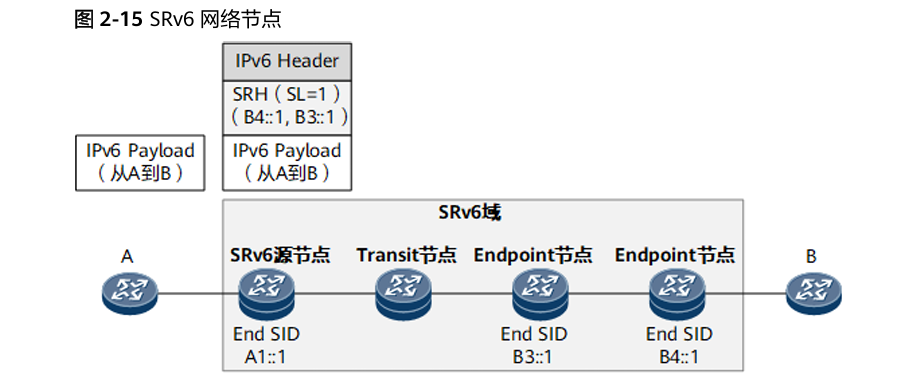 图 2-15 SRv6 网络节点
IPv6 Header
SRH（SL=1）
（B4::1, B3::1）
IPv6 Payload
（从A到B）
IPv6 Payload
（从A到B）
SRv6域
A
SRv6源节点
Transit节点
Endpoint节点
Endpoint节点
B
End SID
A1::1
End SID
B3::1
End SID
B4::1